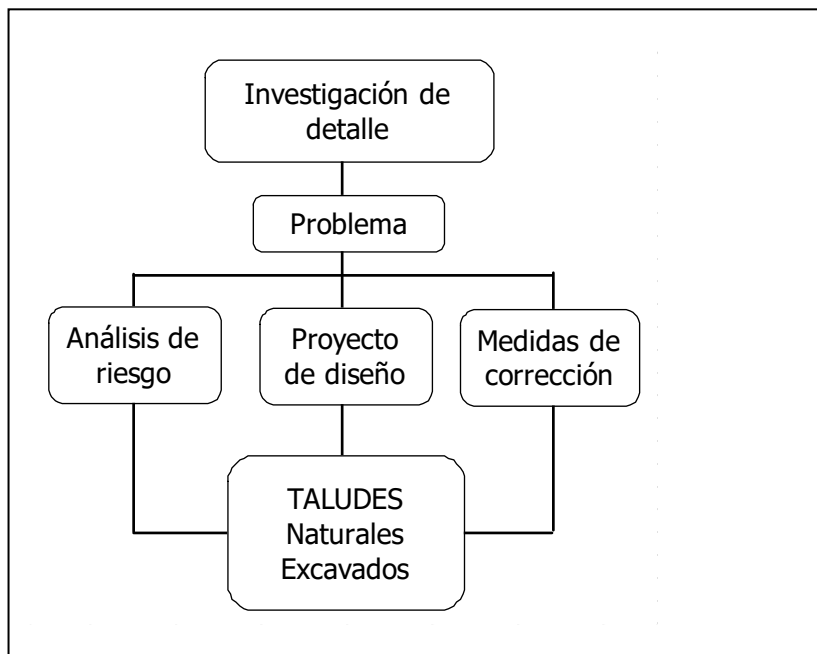 Investigación de
detalle
Problema
Análisis de
riesgo
Proyecto
de diseño
Medidas de
corrección
TALUDES
Naturales
Excavados